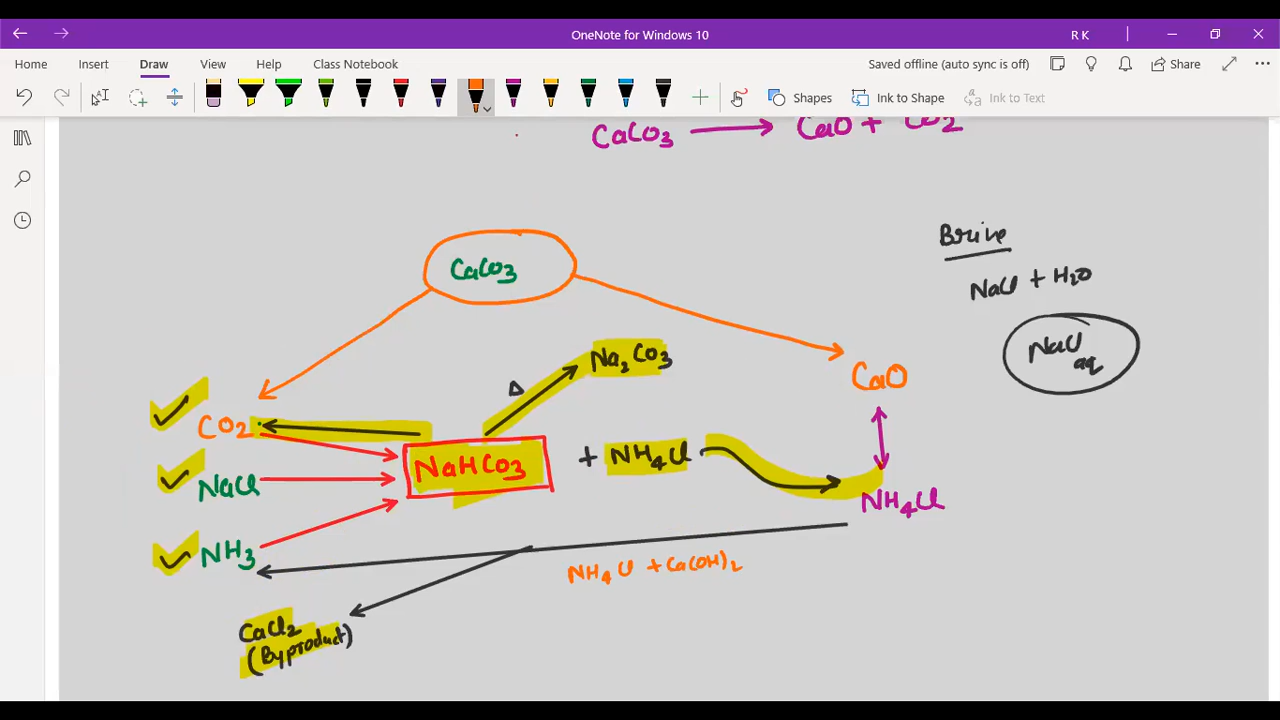 OneNote for Windows 10
R K
Home Insert Draw View Help Class Notebook
Saved offline (auto sync is off)
Share
Shapes
Ink to Shape
Ink to Text
CaCo3 → CaO + CO2
Brine
NaCl + H2O
NaCl aq
CaCo3
Δ
Na2Co3
CaO
CO2
NaHCo3
+ NH4Cl
NaCl
NH4Cl
NH3
NH4Cl + Ca(OH)2
CaCl2
(Byproduct)